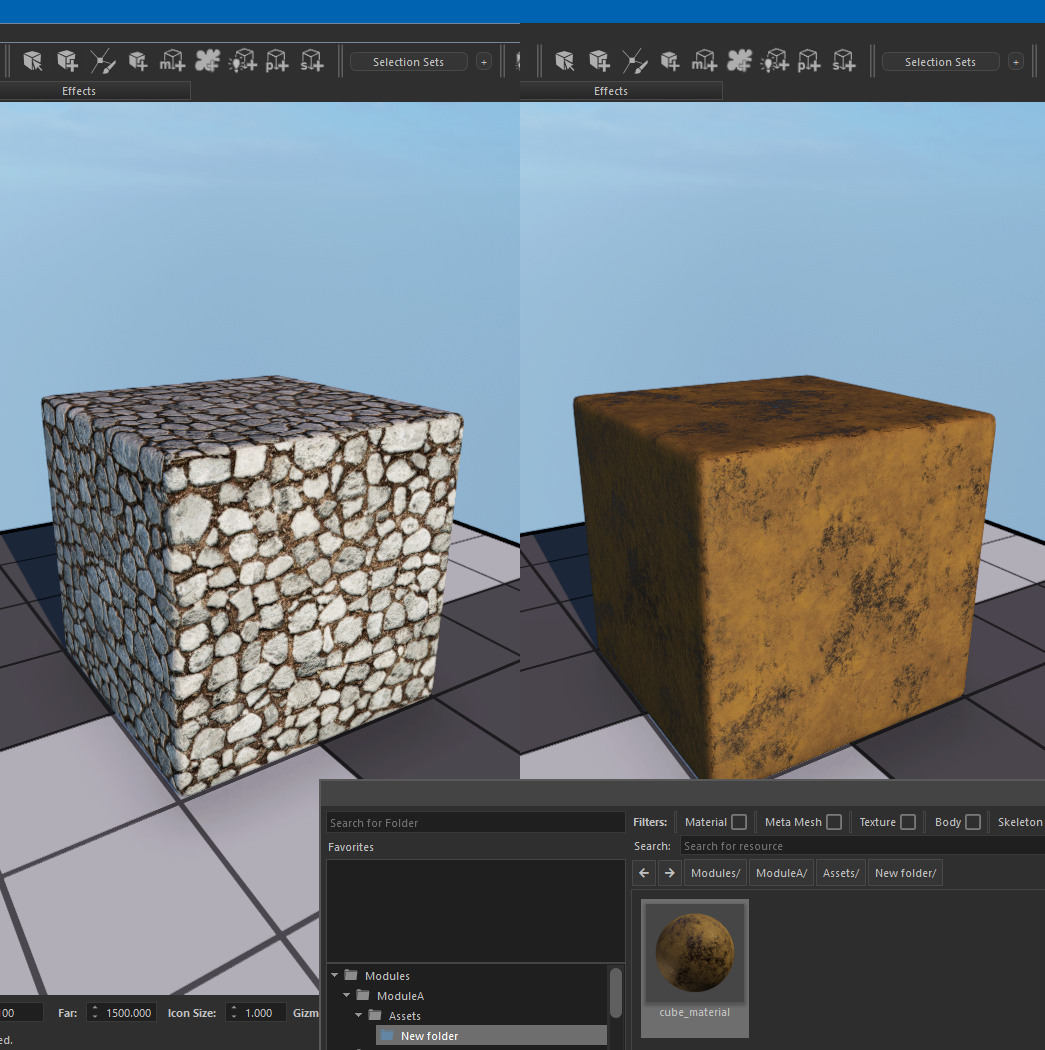 Selection Sets + Selection Sets +
Effects Effects
Search for Folder
Filters: Material Meta Mesh Texture Body Skeleton
Favorites
Search: Search for resource
Modules/ ModuleA/ Assets/ New folder/
Modules
ModuleA
Assets
New folder
cube_material
00 Far: 1500.000 Icon Size: 1.000 Gizm
ed.